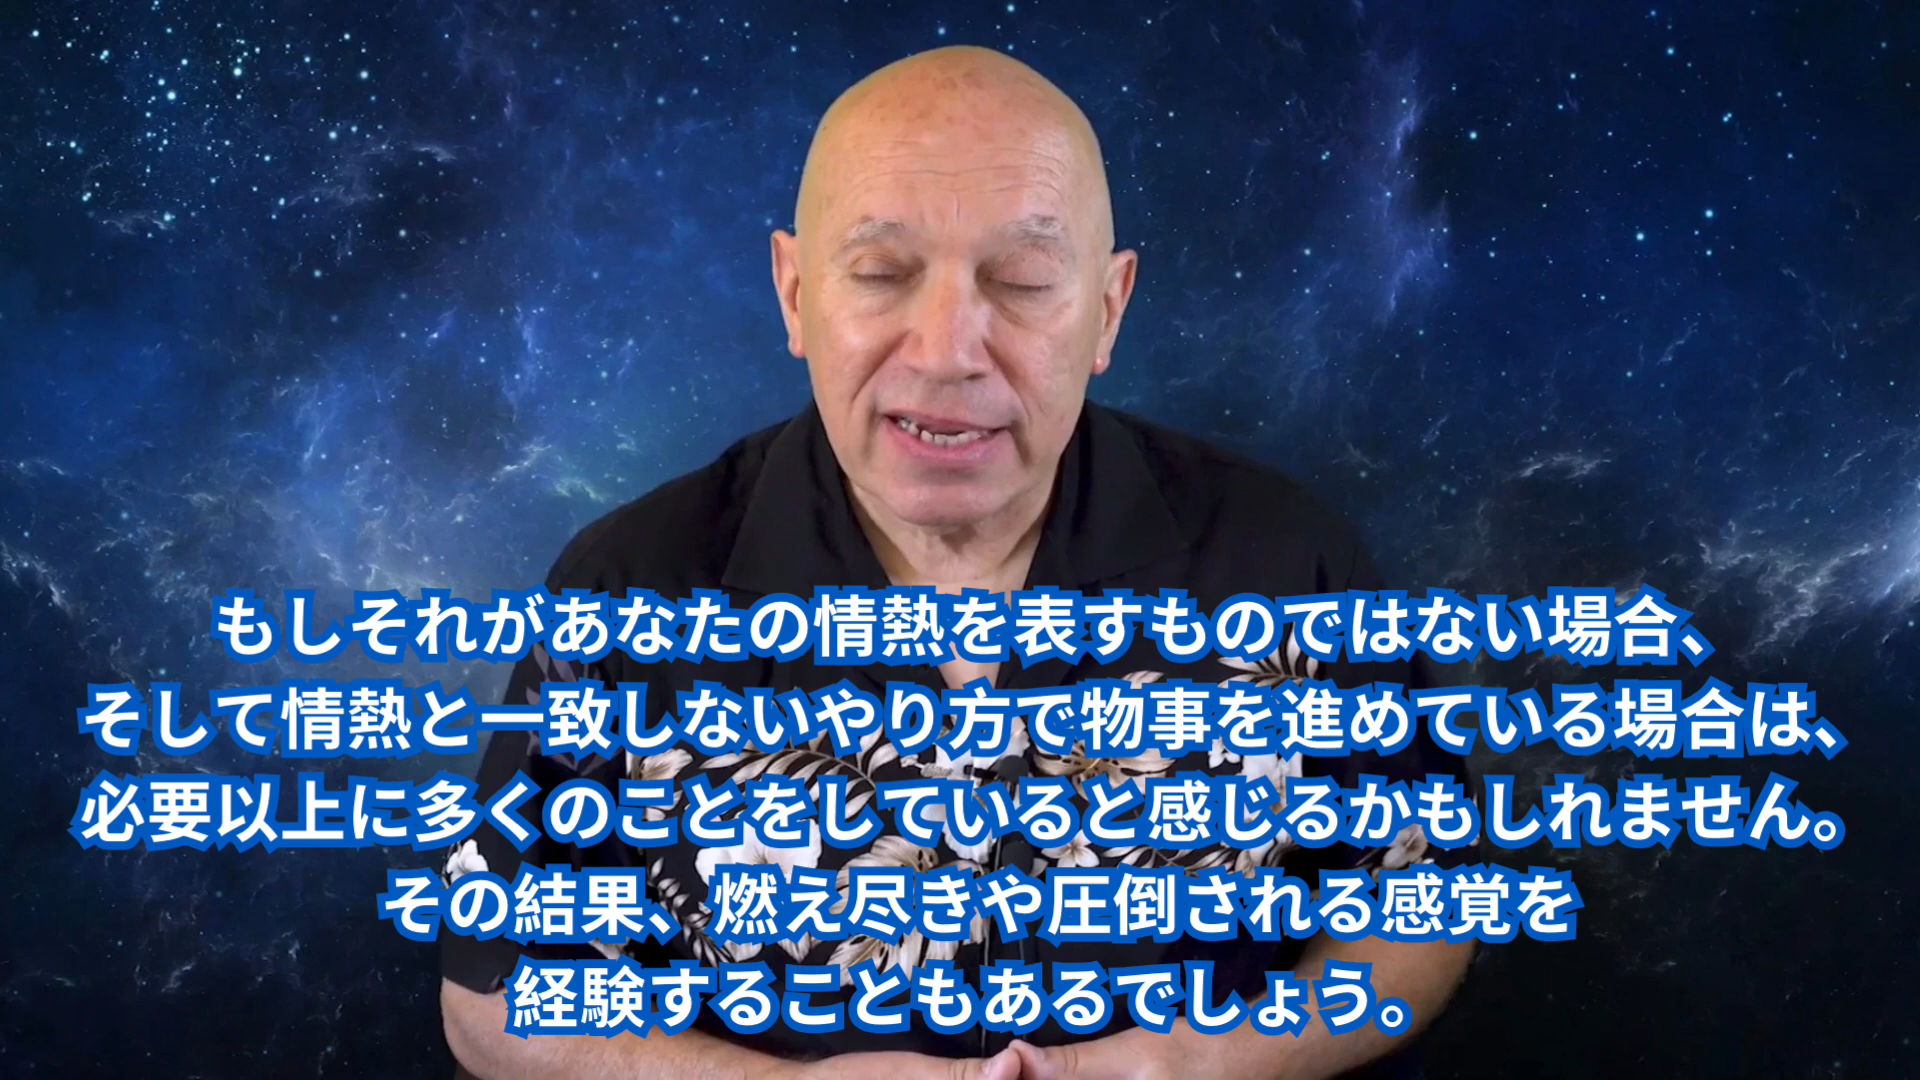 もしそれがあなたの情熱を表すものではない場合、
そして情熱と一致しないやり方で物事を進めている場合は、
必要以上に多くのことをしていると感じるかもしれません。
その結果、燃え尽きや圧倒される感覚を
経験することもあるでしょう。